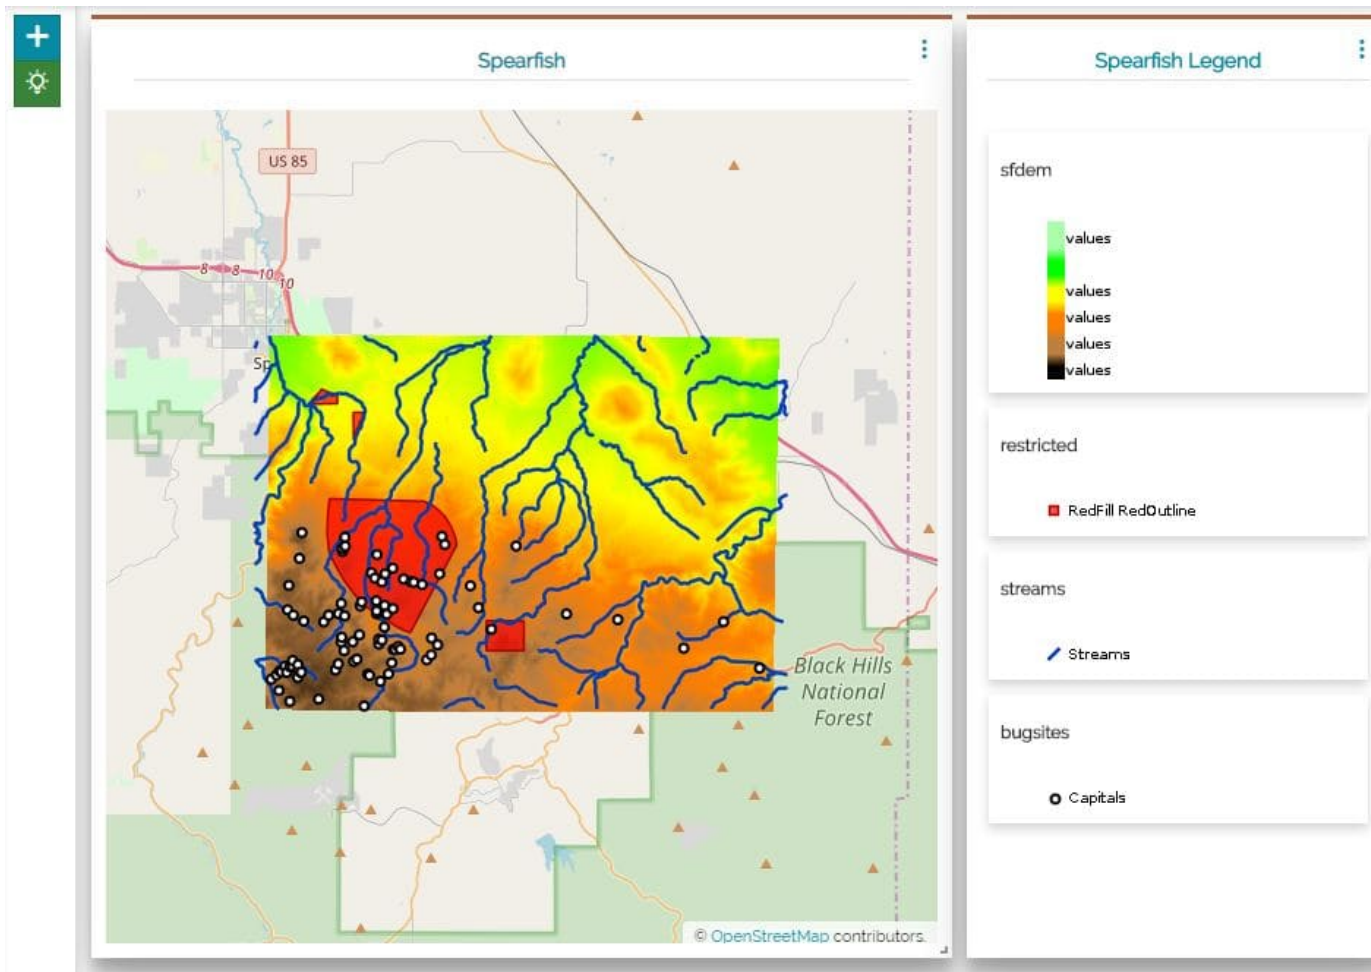 Spearfish
US 85
8
8
10
10
Sp
Black Hills
National
Forest
© OpenStreetMap contributors.
Spearfish Legend
sfdem
values
values
values
values
values
restricted
RedFill RedOutline
streams
Streams
bugsites
Capitals